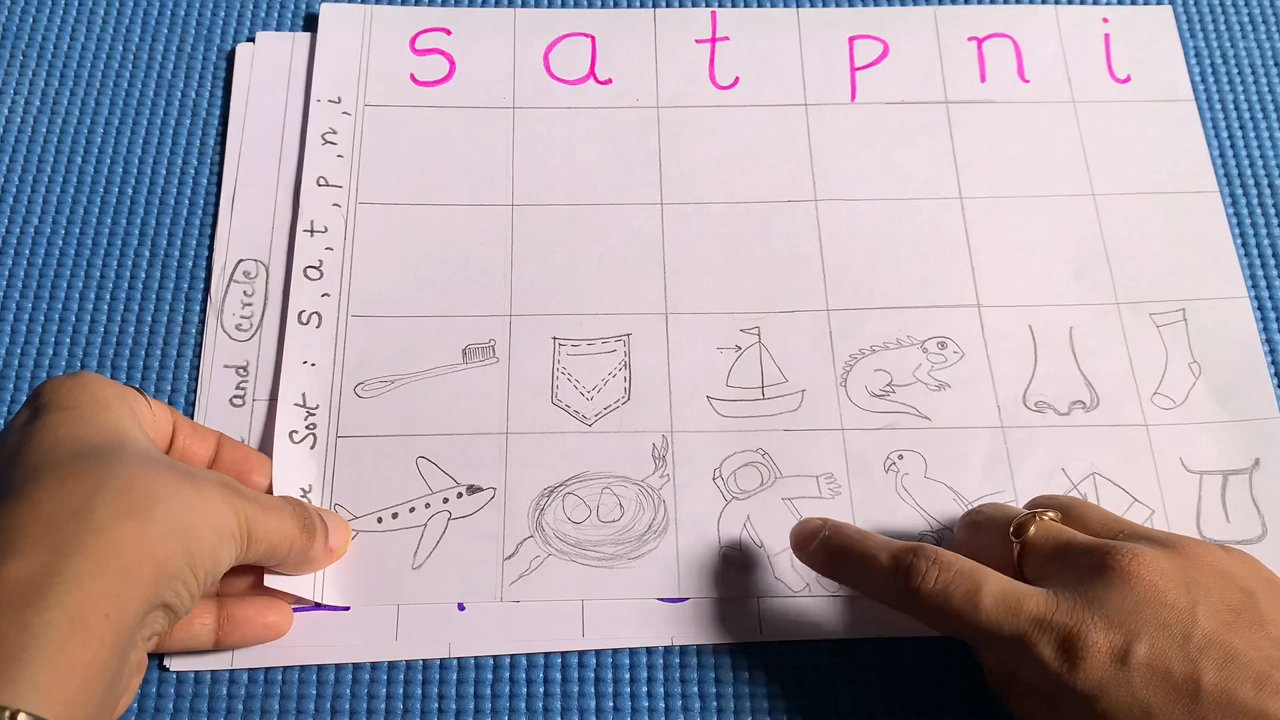 s a t p n i
Sort : s, a, t, p, n, i
and circle